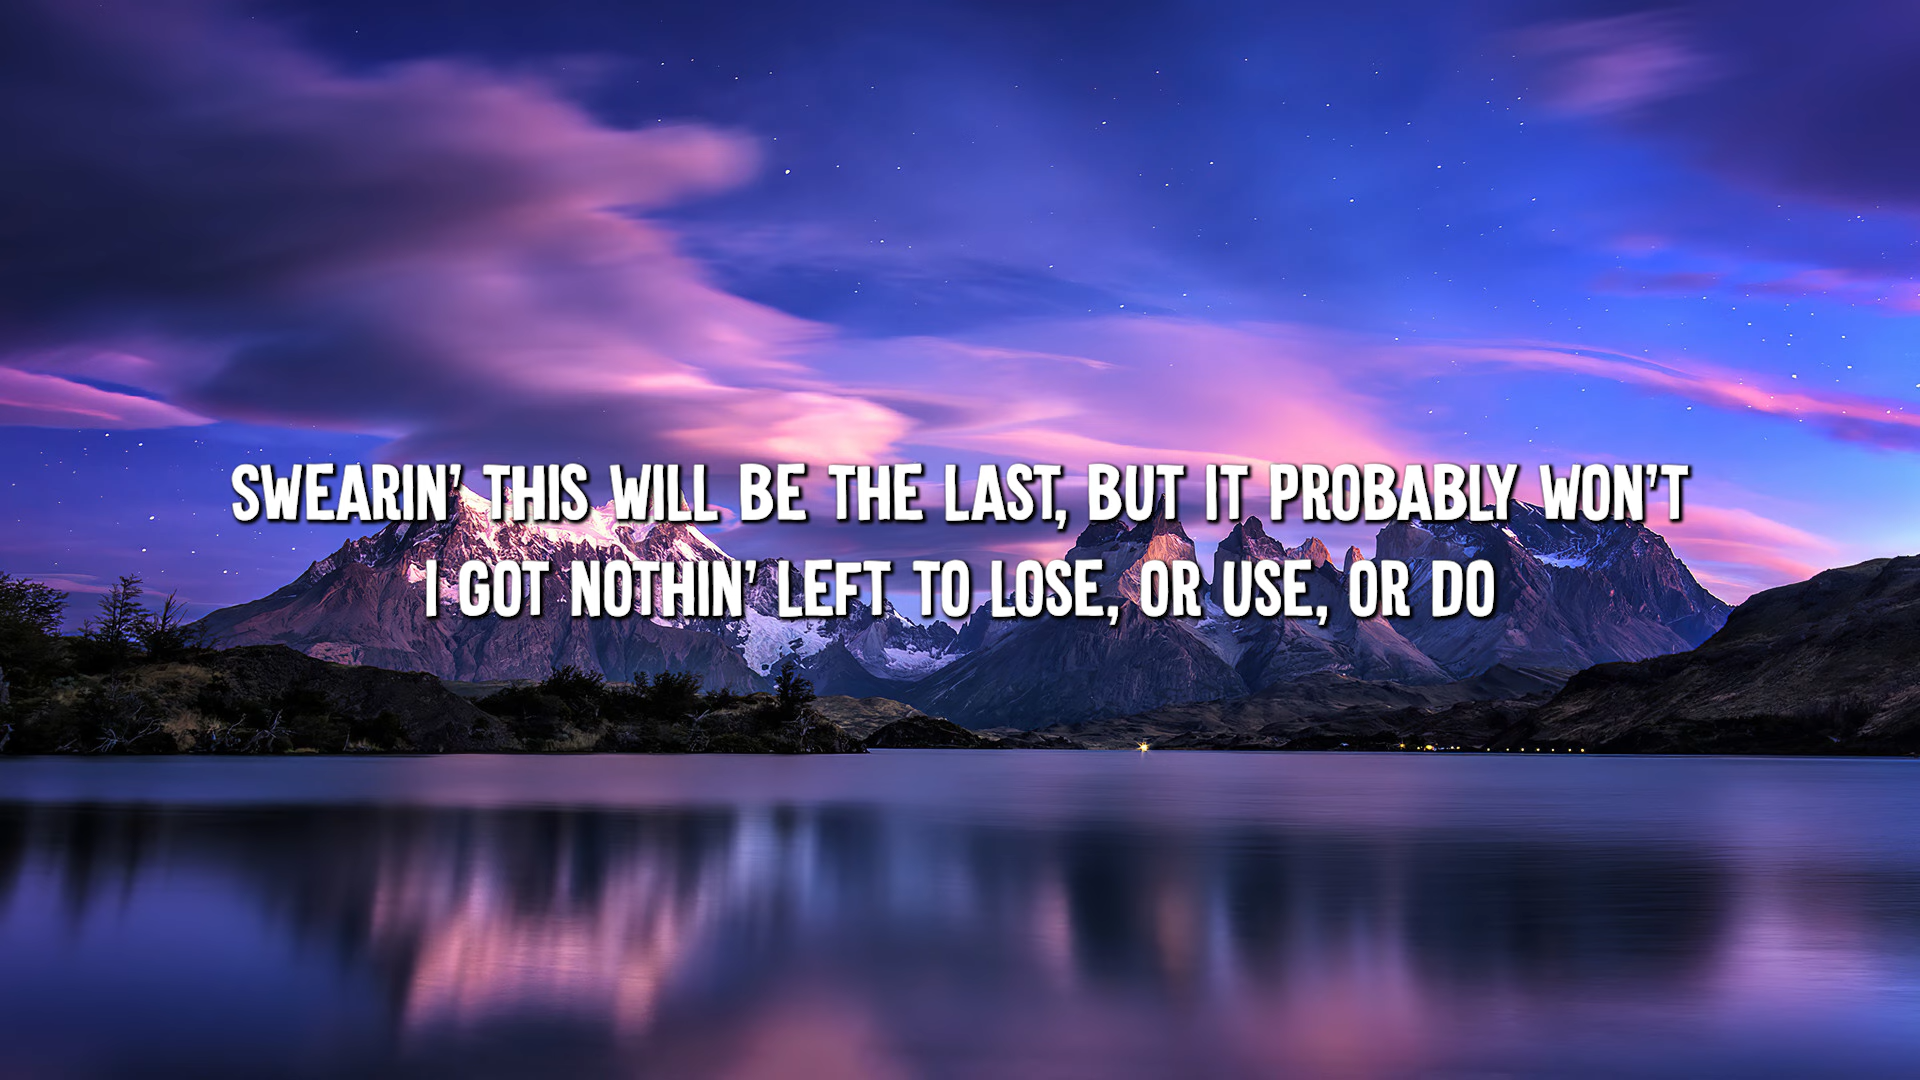 SWEARIN' THIS WILL BE THE LAST, BUT IT PROBABLY WON'T
I GOT NOTHIN' LEFT TO LOSE, OR USE, OR DO